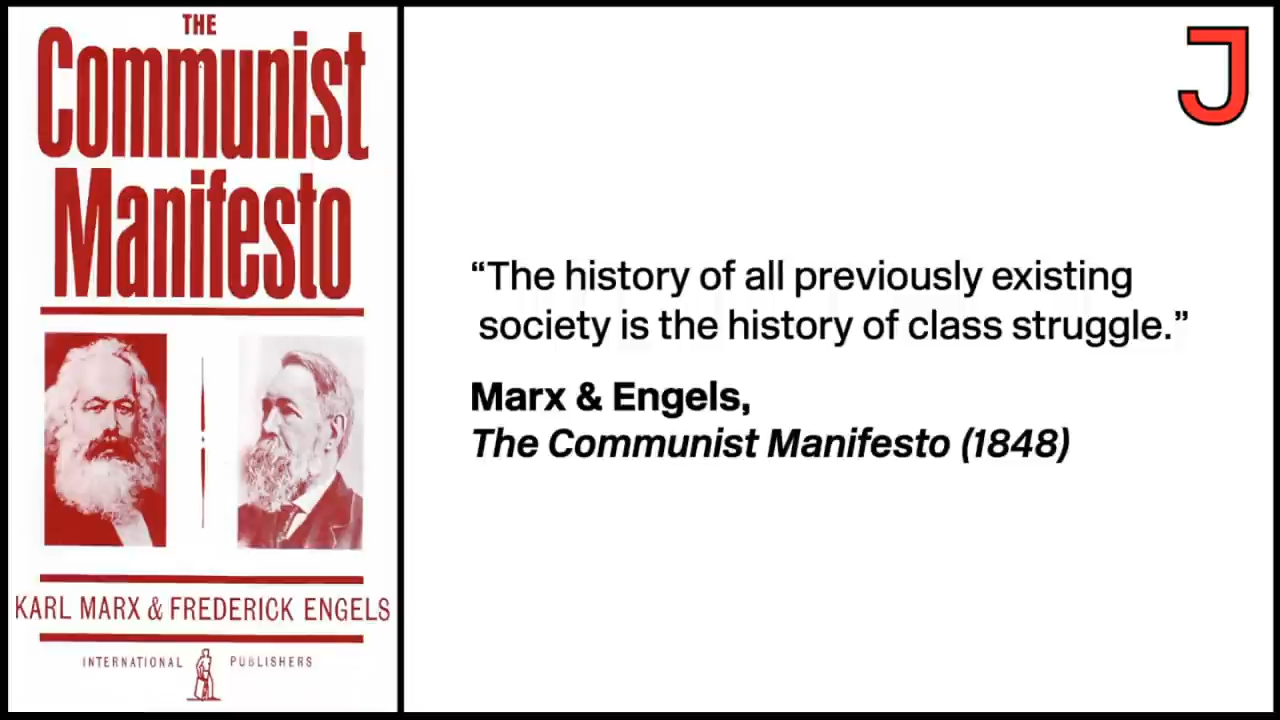 THE
Communist
Manifesto
KARL MARX & FREDERICK ENGELS
INTERNATIONAL PUBLISHERS
J
“The history of all previously existing
society is the history of class struggle.”
Marx & Engels,
The Communist Manifesto (1848)